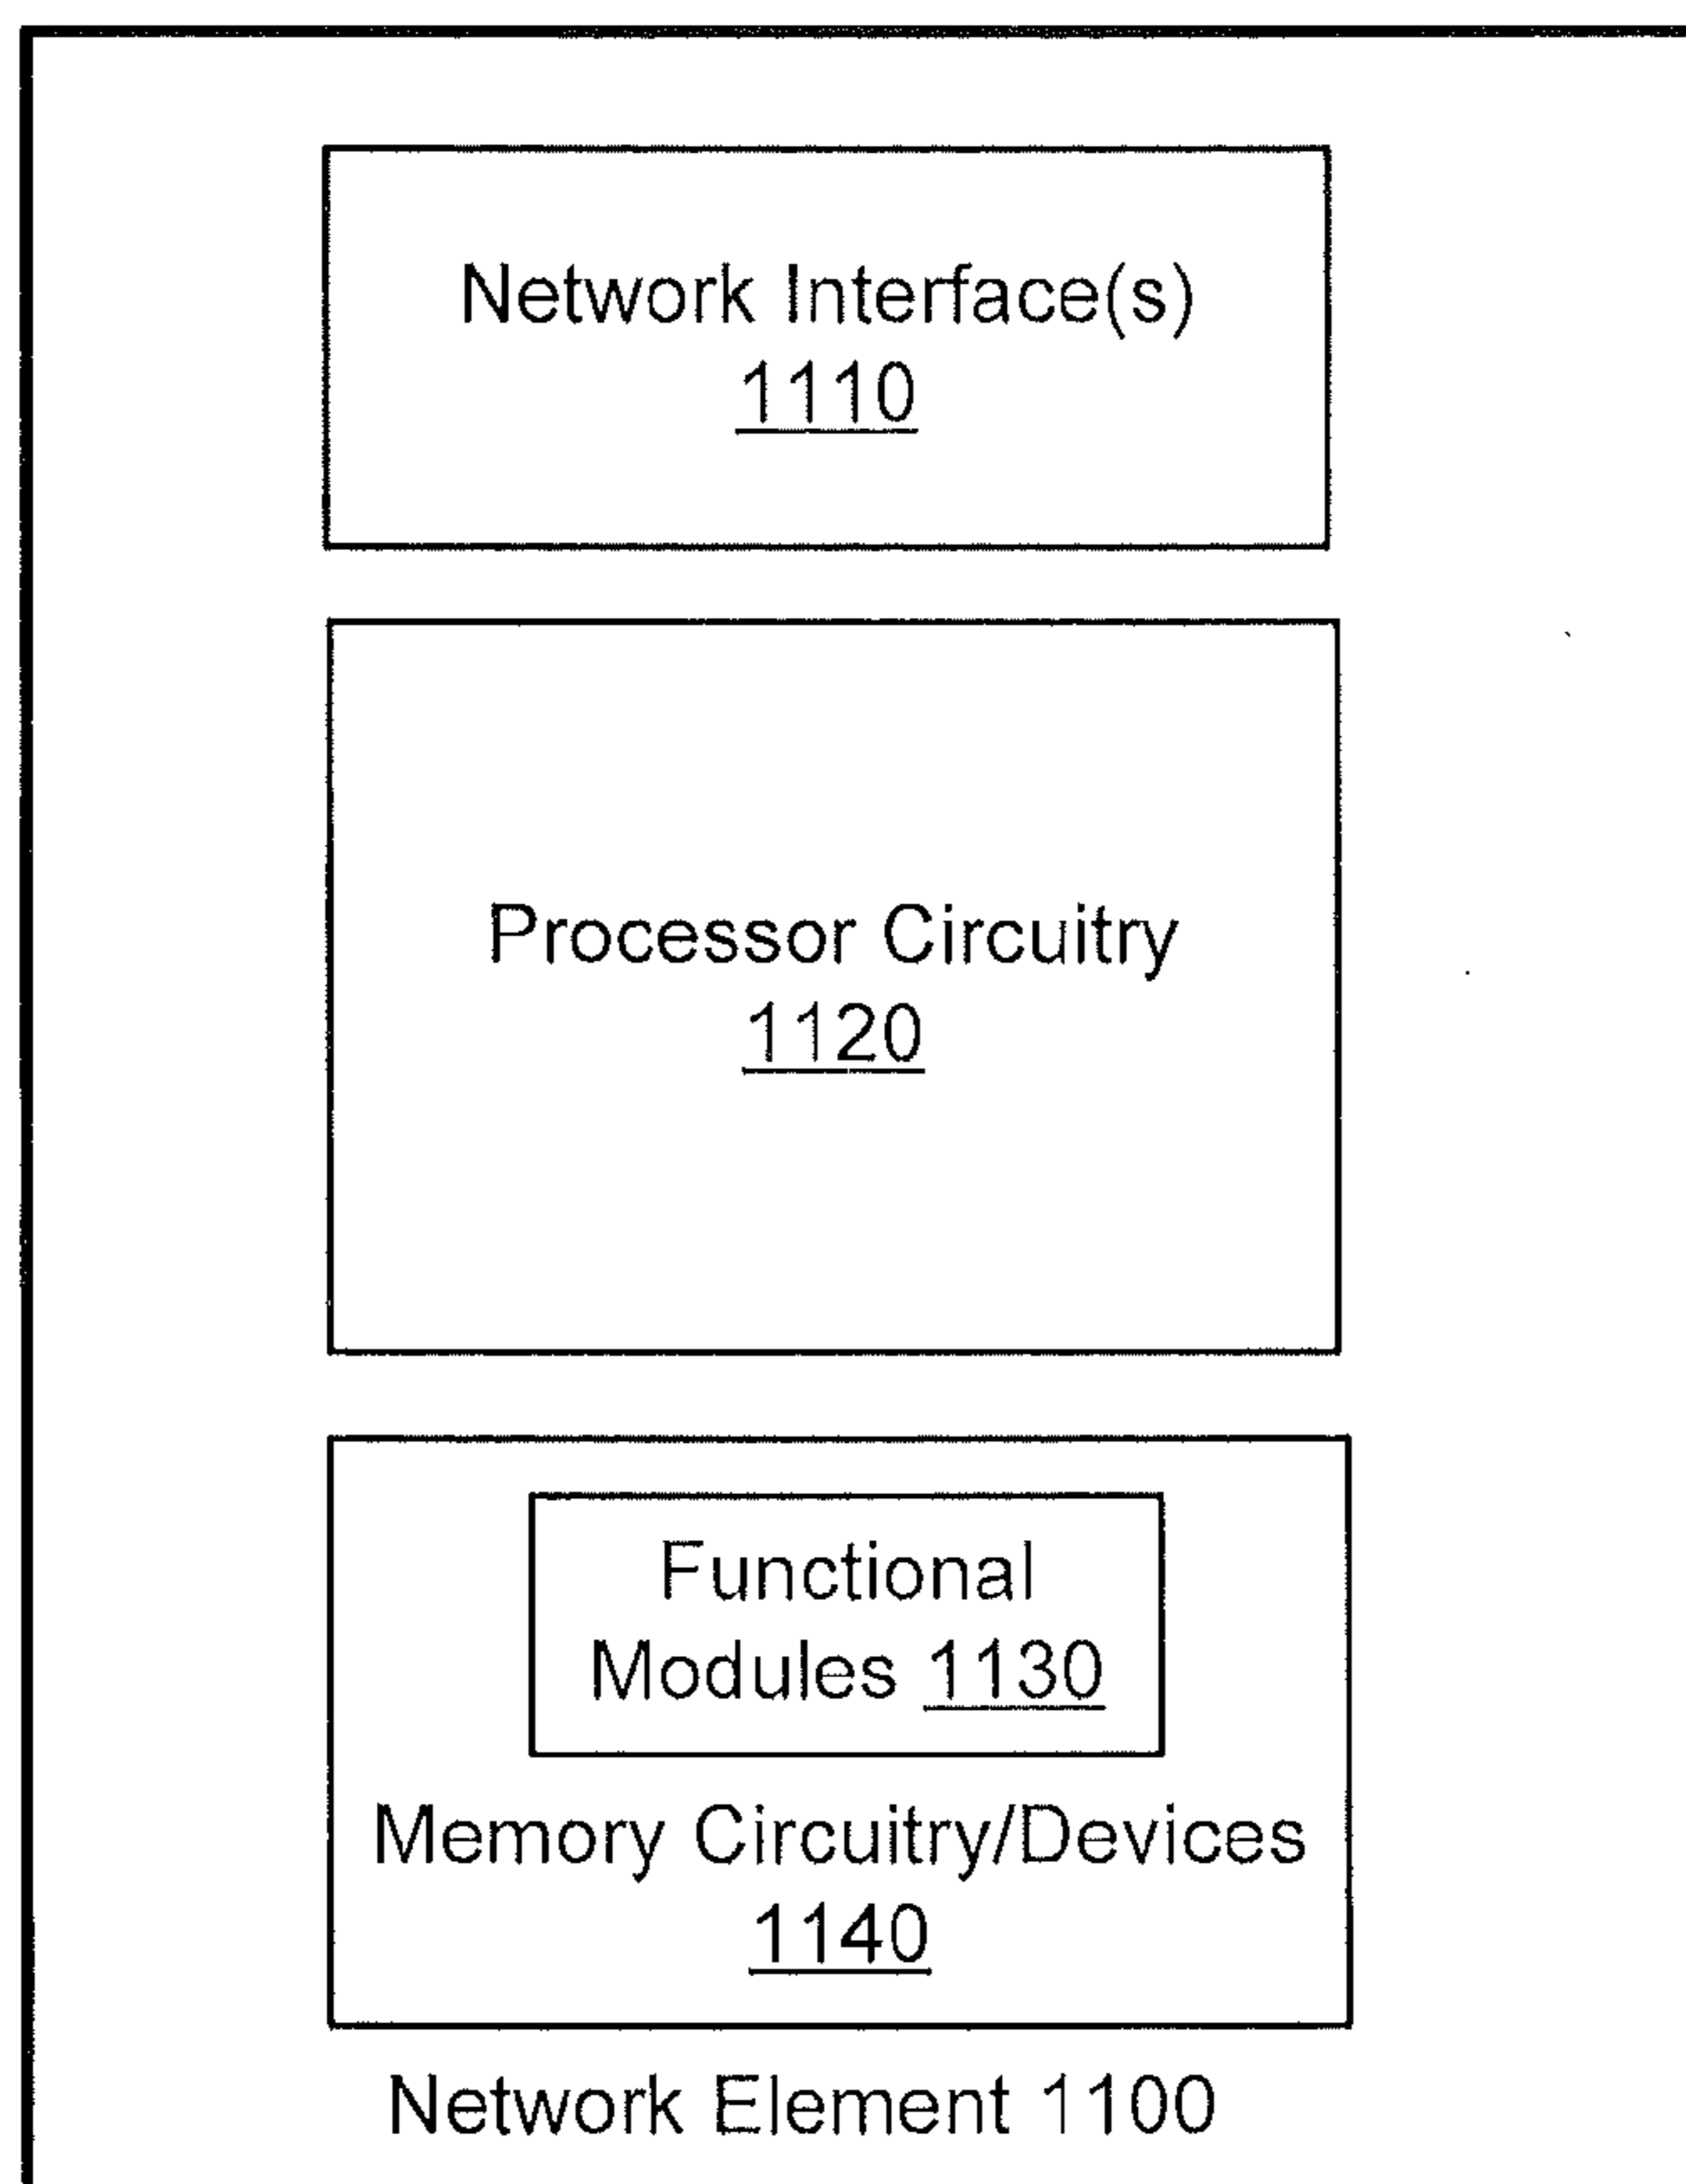 Network Interface(s)
1110
Processor Circuitry
1120
Functional
Modules 1130
Memory Circuitry/Devices
1140
Network Element 1100